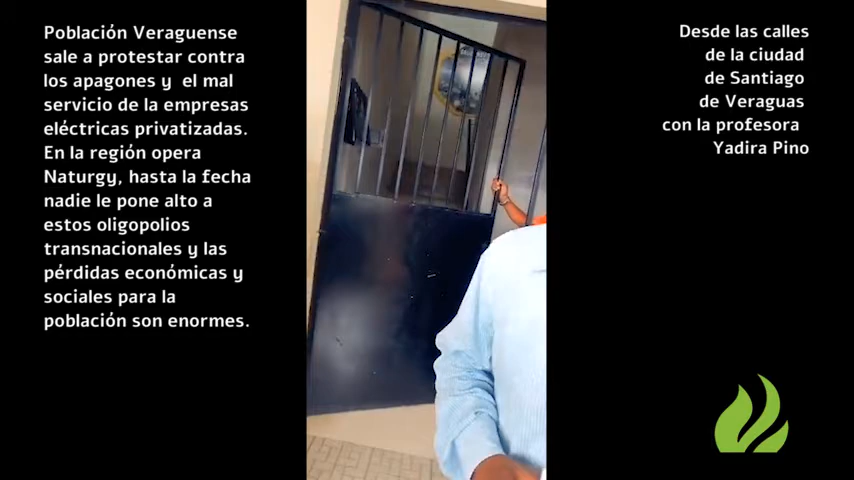 Población Veraguense
sale a protestar contra
los apagones y el mal
servicio de la empresas
eléctricas privatizadas.
En la región opera
Naturgy, hasta la fecha
nadie le pone alto a
estos oligopolios
transnacionales y las
pérdidas económicas y
sociales para la
población son enormes.
Desde las calles
de la ciudad
de Santiago
de Veraguas
con la profesora
Yadira Pino